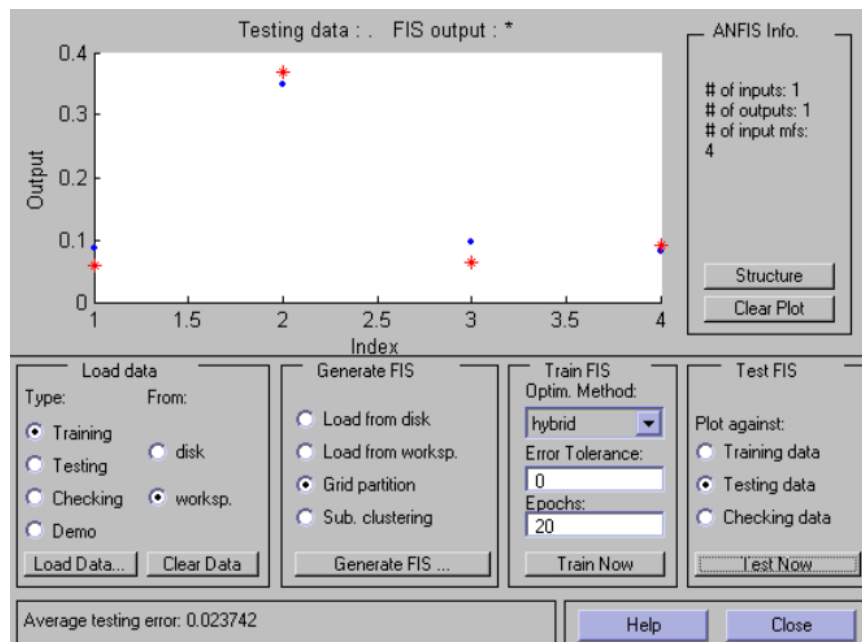 Testing data : .   FIS output : *
0.4
0.3
0.2
0.1
0
Output
1
1.5
2
2.5
3
3.5
4
Index
ANFIS Info.
# of inputs: 1
# of outputs: 1
# of input mfs:
4
Structure
Clear Plot
Load data
Type:
From:
Training
Testing
Checking
Demo
disk
worksp.
Load Data...
Clear Data
Generate FIS
Load from disk
Load from worksp.
Grid partition
Sub. clustering
Generate FIS ...
Train FIS
Optim. Method:
hybrid
Error Tolerance:
0
Epochs:
20
Train Now
Test FIS
Plot against:
Training data
Testing data
Checking data
Test Now
Average testing error: 0.023742
Help
Close